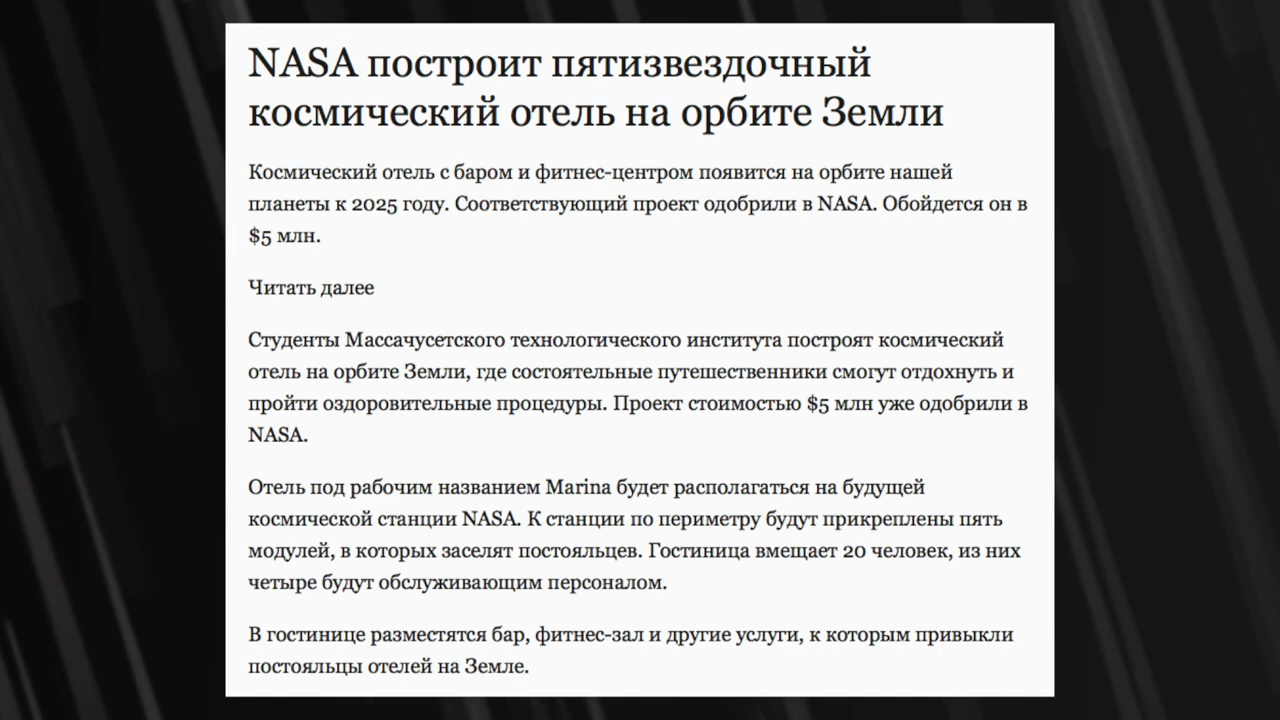 NASA построит пятизвездочный
космический отель на орбите Земли
Космический отель с баром и фитнес-центром появится на орбите нашей
планеты к 2025 году. Соответствующий проект одобрили в NASA. Обойдется он в
$5 млн.
Читать далее
Студенты Массачусетского технологического института построят космический
отель на орбите Земли, где состоятельные путешественники смогут отдохнуть и
пройти оздоровительные процедуры. Проект стоимостью $5 млн уже одобрили в
NASA.
Отель под рабочим названием Marina будет располагаться на будущей
космической станции NASA. К станции по периметру будут прикреплены пять
модулей, в которых заселят постояльцев. Гостиница вмещает 20 человек, из них
четыре будут обслуживающим персоналом.
В гостинице разместятся бар, фитнес-зал и другие услуги, к которым привыкли
постояльцы отелей на Земле.